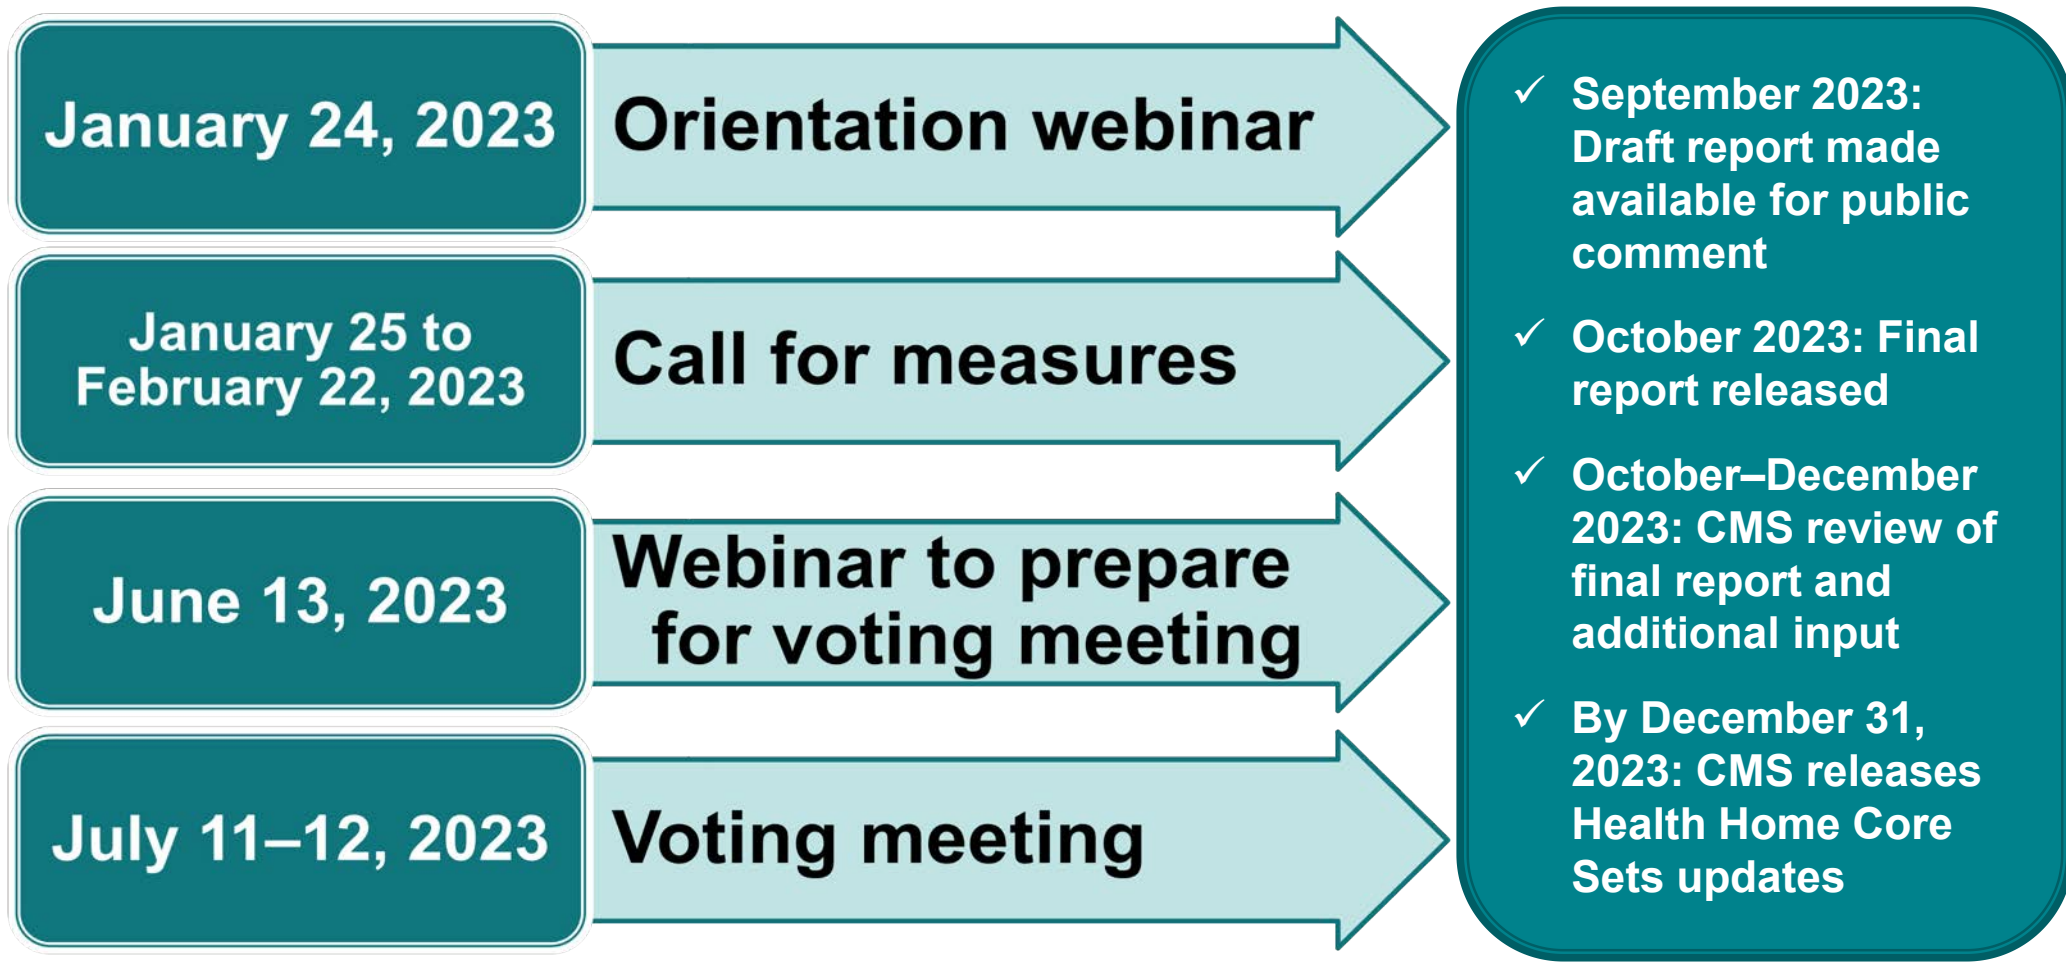 January 24, 2023
Orientation webinar
January 25 to
February 22, 2023
Call for measures
June 13, 2023
Webinar to prepare
for voting meeting
July 11–12, 2023
Voting meeting
✓ September 2023:
Draft report made
available for public
comment
✓ October 2023: Final
report released
✓ October–December
2023: CMS review of
final report and
additional input
✓ By December 31,
2023: CMS releases
Health Home Core
Sets updates